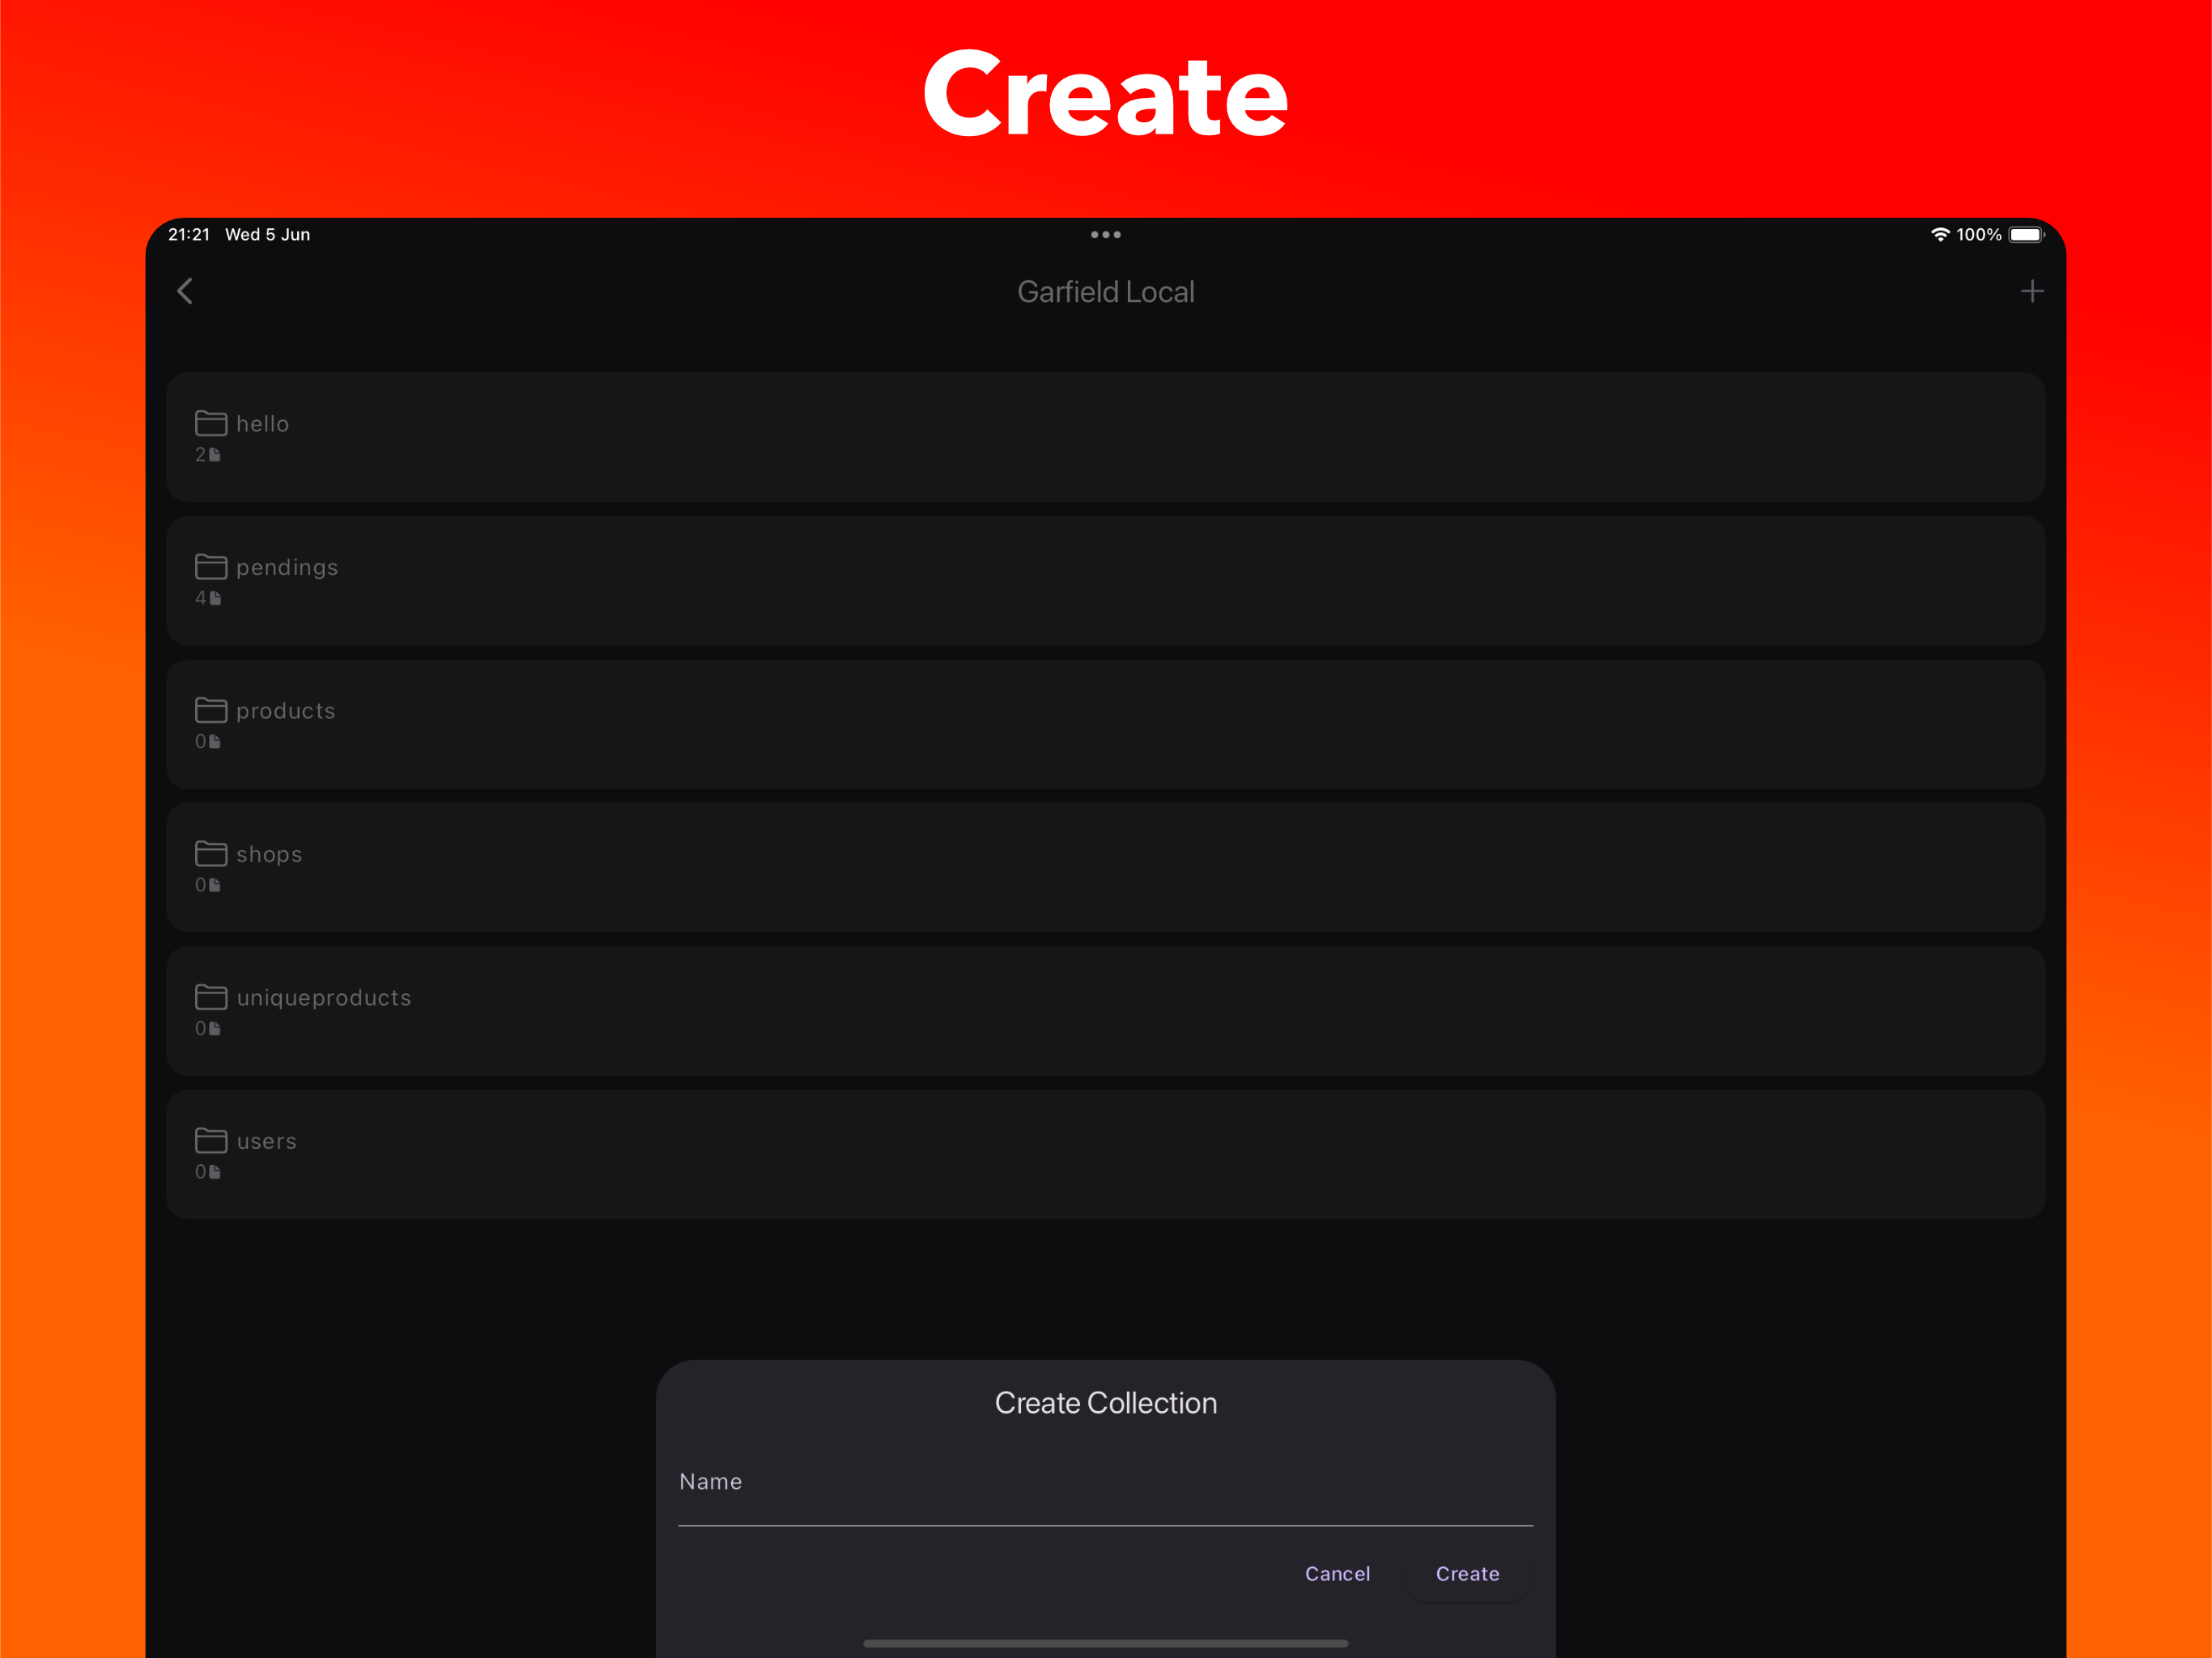 Create
21:21 Wed 5 Jun
100%
Garfield Local
hello
2
pendings
4
products
0
shops
0
uniqueproducts
0
users
0
Create Collection
Name
Cancel Create